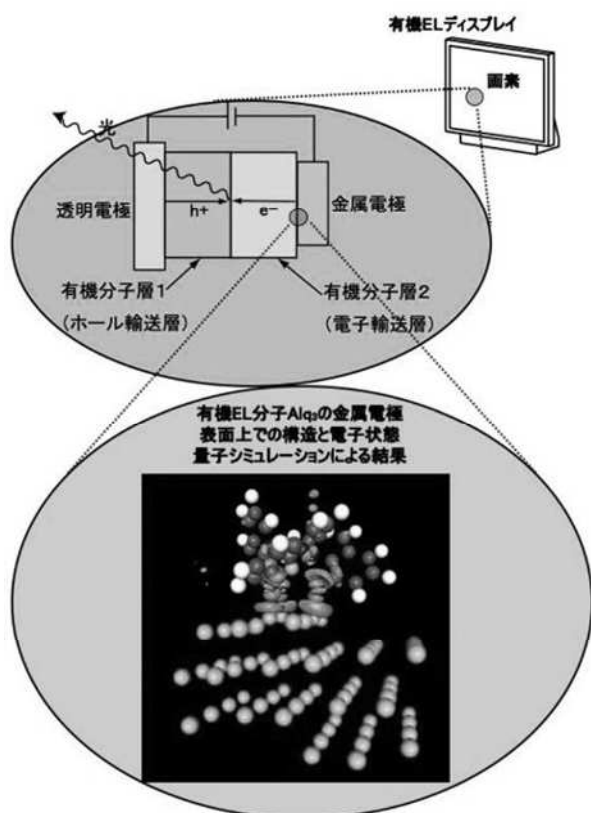 有機ELディスプレイ
画素
光
透明電極
h+
e−
金属電極
有機分子層1
(ホール輸送層)
有機分子層2
(電子輸送層)
有機EL分子Alq₃の金属電極
表面上での構造と電子状態
量子シミュレーションによる結果